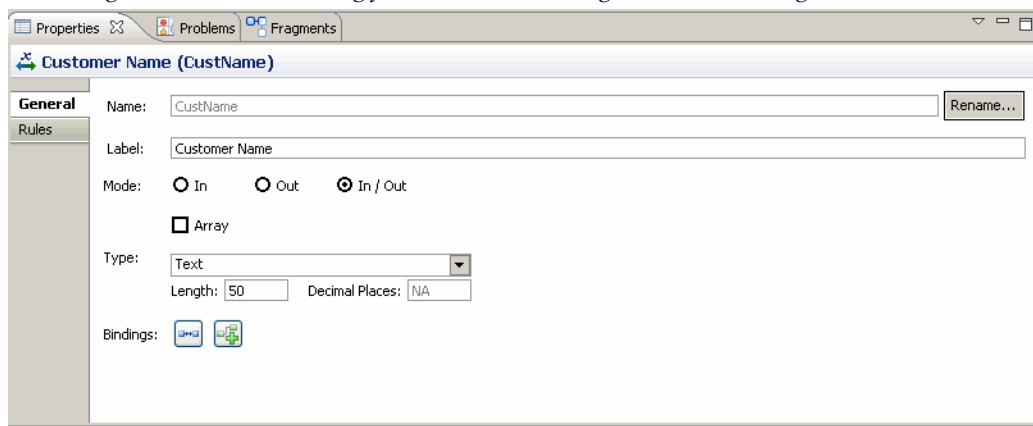 Properties Problems Fragments
Customer Name (CustName)
General
Rules
Name: CustName Rename...
Label: Customer Name
Mode: In Out In / Out
Array
Type: Text
Length: 50 Decimal Places: NA
Bindings: